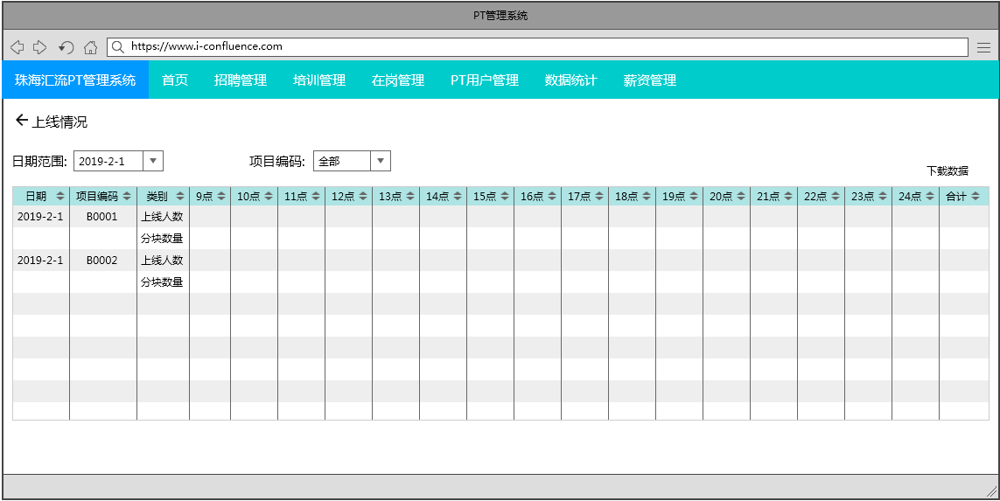 PT管理系统
https://www.i-confluence.com
珠海汇流PT管理系统 首页 招聘管理 培训管理 在岗管理 PT用户管理 数据统计 薪资管理
上线情况
日期范围: 2019-2-1 项目编码: 全部
下载数据
日期 项目编码 类别 9点 10点 11点 12点 13点 14点 15点 16点 17点 18点 19点 20点 21点 22点 23点 24点 合计
2019-2-1 B0001 上线人数
分块数量
2019-2-1 B0002 上线人数
分块数量